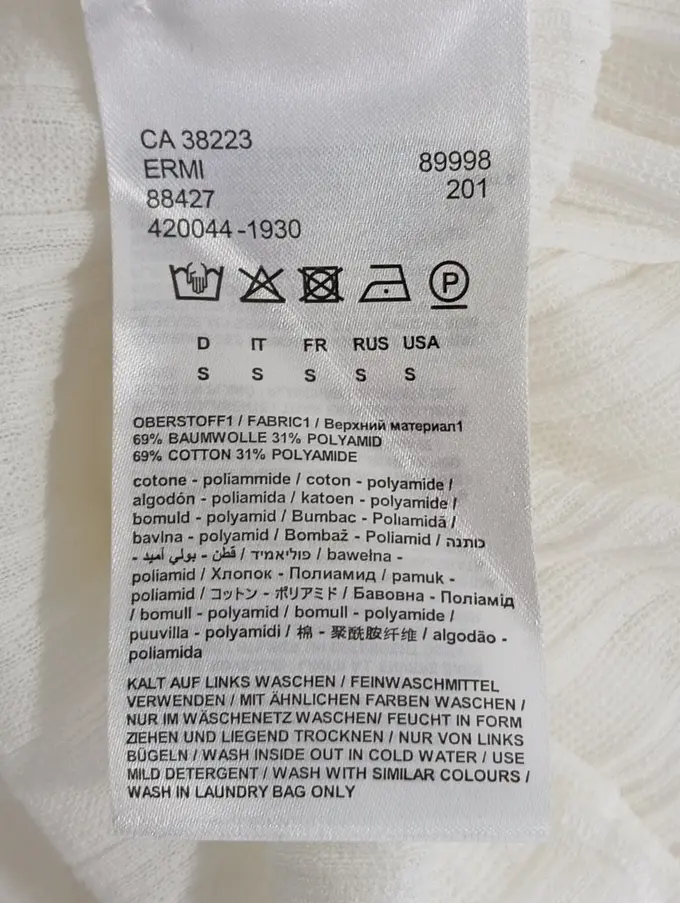 CA 38223
ERMI 89998
88427 201
420044-1930
P
D IT FR RUS USA
S S S S S
OBERSTOFF1 / FABRIC1 / Верхний материал1
69% BAUMWOLLE 31% POLYAMID
69% COTTON 31% POLYAMIDE
cotone - poliammide / coton - polyamide /
algodón - poliamida / katoen - polyamide /
bomuld - polyamid / Bumbac - Poliamidă /
bavlna - polyamid / Bombaž - Poliamid / כותנה
- פוליאמיד / قطن - بولي أميد / bawełna -
poliamid / Хлопок - Полиамид / pamuk -
poliamid / コットン - ポリアミド / Бавовна - Поліамід
/ bomull - polyamid / bomull - polyamide /
puuvilla - polyamidi / 棉 - 聚酰胺纤维 / algodão -
poliamida
KALT AUF LINKS WASCHEN / FEINWASCHMITTEL
VERWENDEN / MIT ÄHNLICHEN FARBEN WASCHEN /
NUR IM WÄSCHENETZ WASCHEN/ FEUCHT IN FORM
ZIEHEN UND LIEGEND TROCKNEN / NUR VON LINKS
BÜGELN / WASH INSIDE OUT IN COLD WATER / USE
MILD DETERGENT / WASH WITH SIMILAR COLOURS /
WASH IN LAUNDRY BAG ONLY